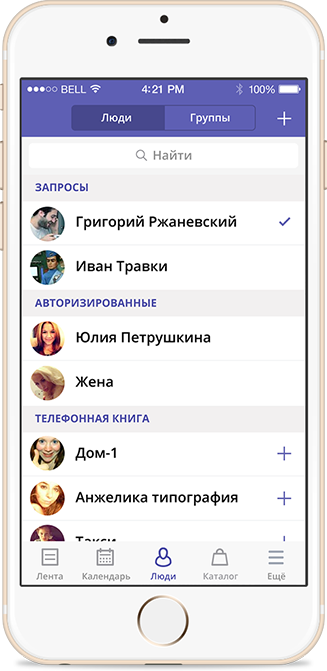 BELL 4:21 PM 100%
Люди Группы
Найти
ЗАПРОСЫ
Григорий Ржаневский
Иван Травки
АВТОРИЗИРОВАННЫЕ
Юлия Петрушкина
Жена
ТЕЛЕФОННАЯ КНИГА
Дом-1
Анжелика типография
Такси
Лента Календарь Люди Каталог Ещё